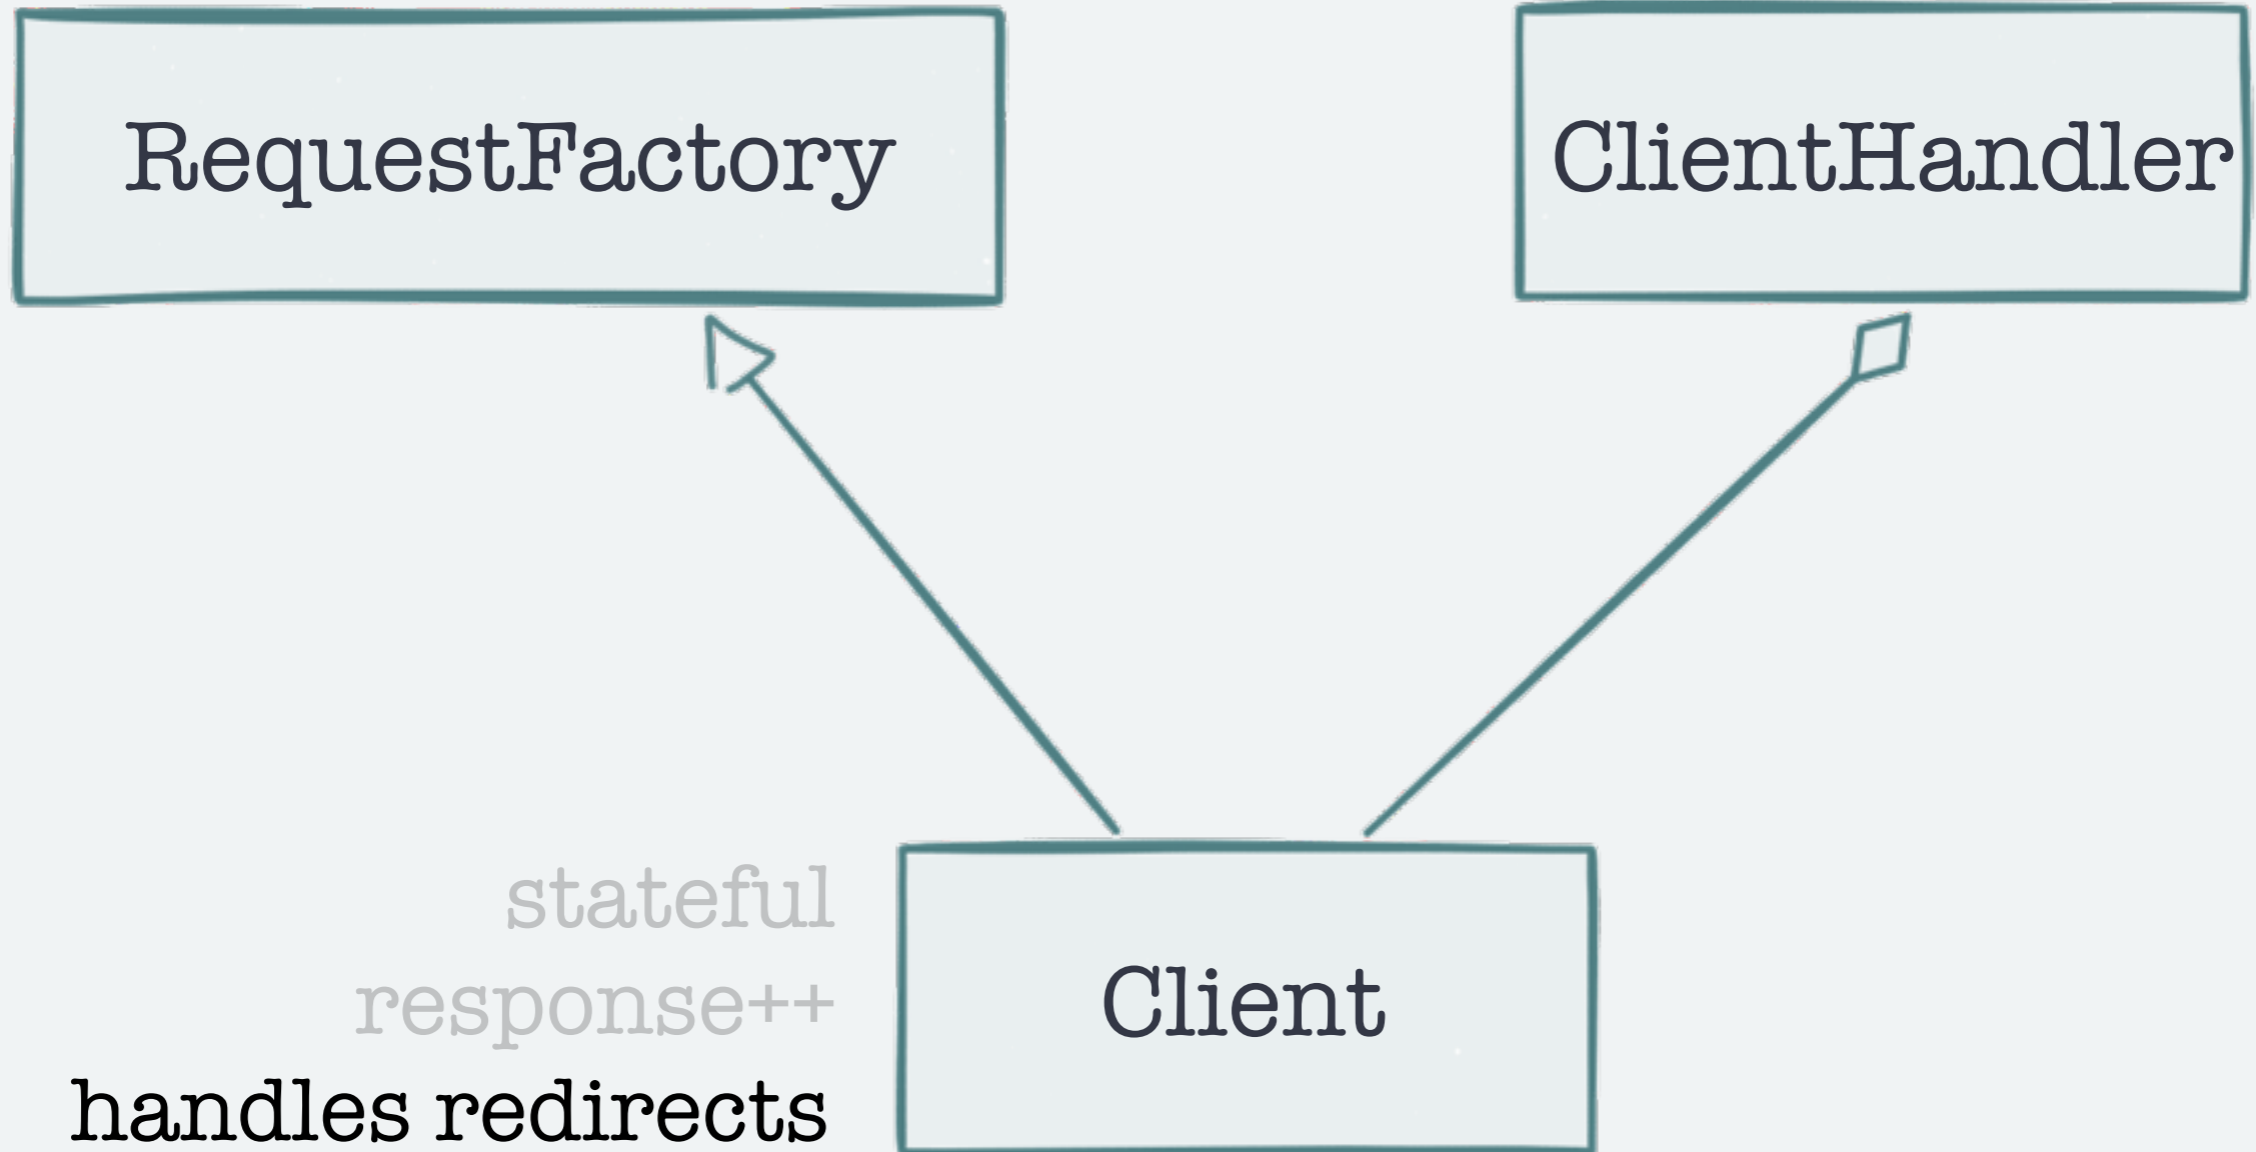 RequestFactory
ClientHandler
stateful
response++
handles redirects
Client